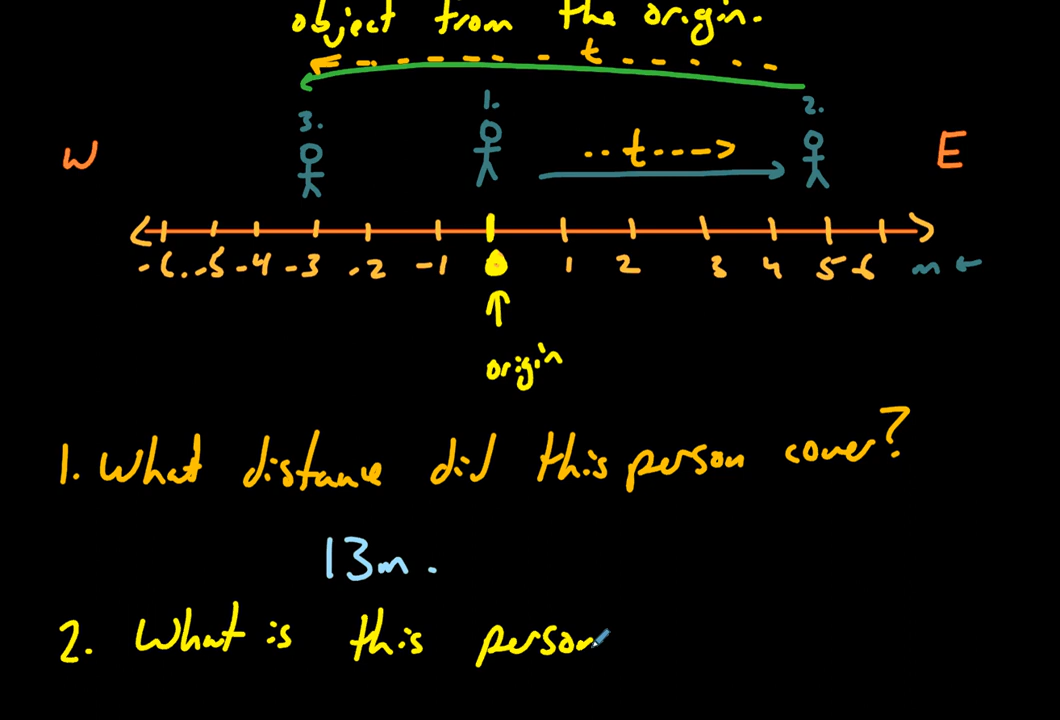 object from the origin.
t
1.
2.
3.
W
t
E
-6 -5 -4 -3 -2 -1 0 1 2 3 4 5 6 m
origin
1. What distance did this person cover?
13m.
2. What is this person